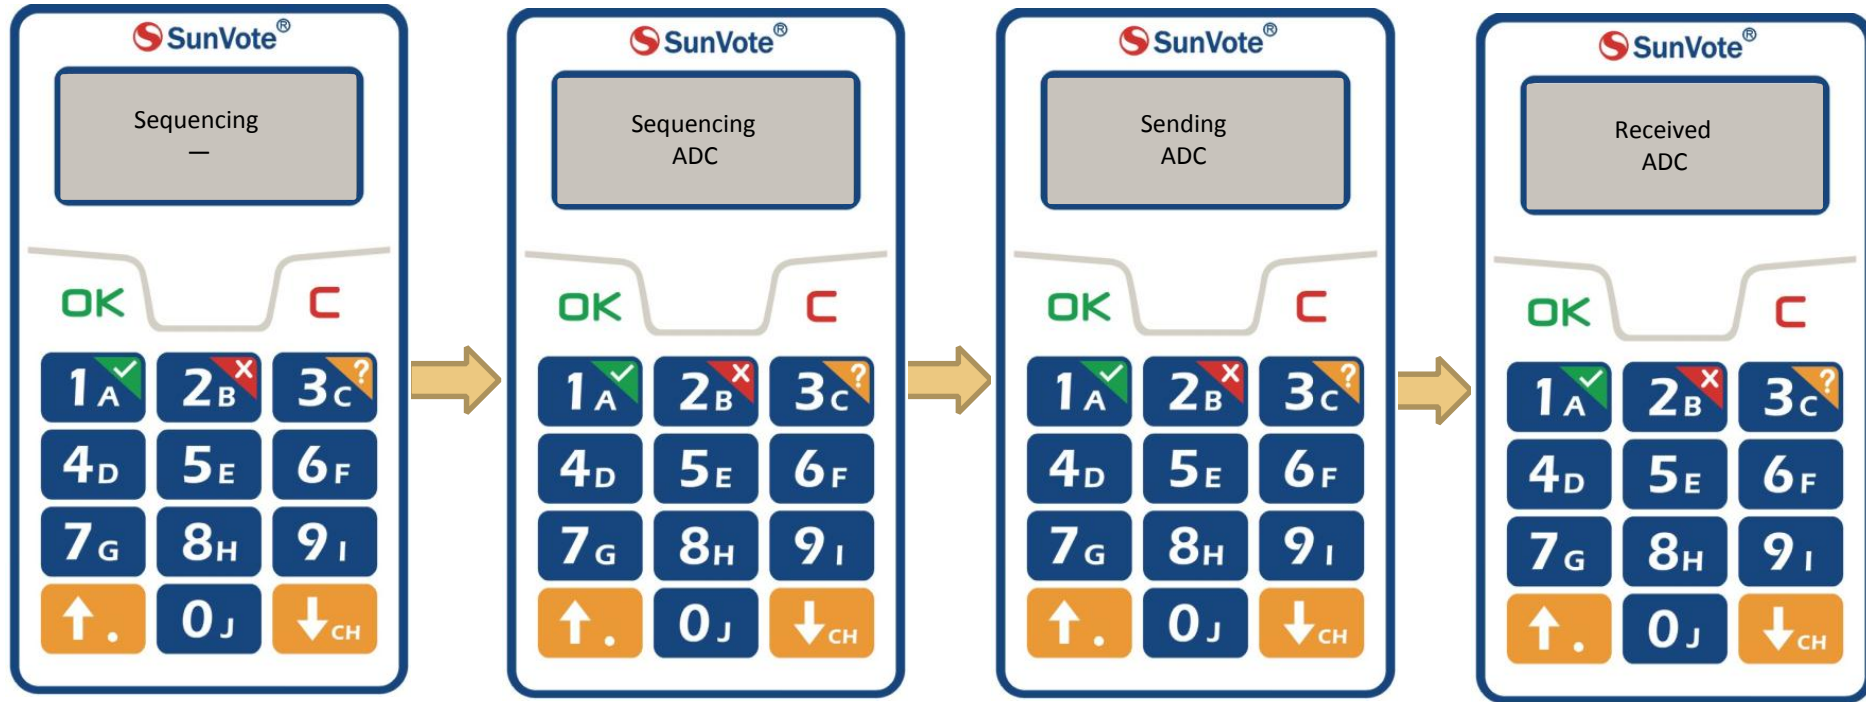 SunVote®
Sequencing
—
OK C
1A 2B 3C ?
4D 5E 6F
7G 8H 9I
. 0J CH
SunVote®
Sequencing
ADC
OK C
1A 2B 3C ?
4D 5E 6F
7G 8H 9I
. 0J CH
SunVote®
Sending
ADC
OK C
1A 2B 3C ?
4D 5E 6F
7G 8H 9I
. 0J CH
SunVote®
Received
ADC
OK C
1A 2B 3C ?
4D 5E 6F
7G 8H 9I
. 0J CH